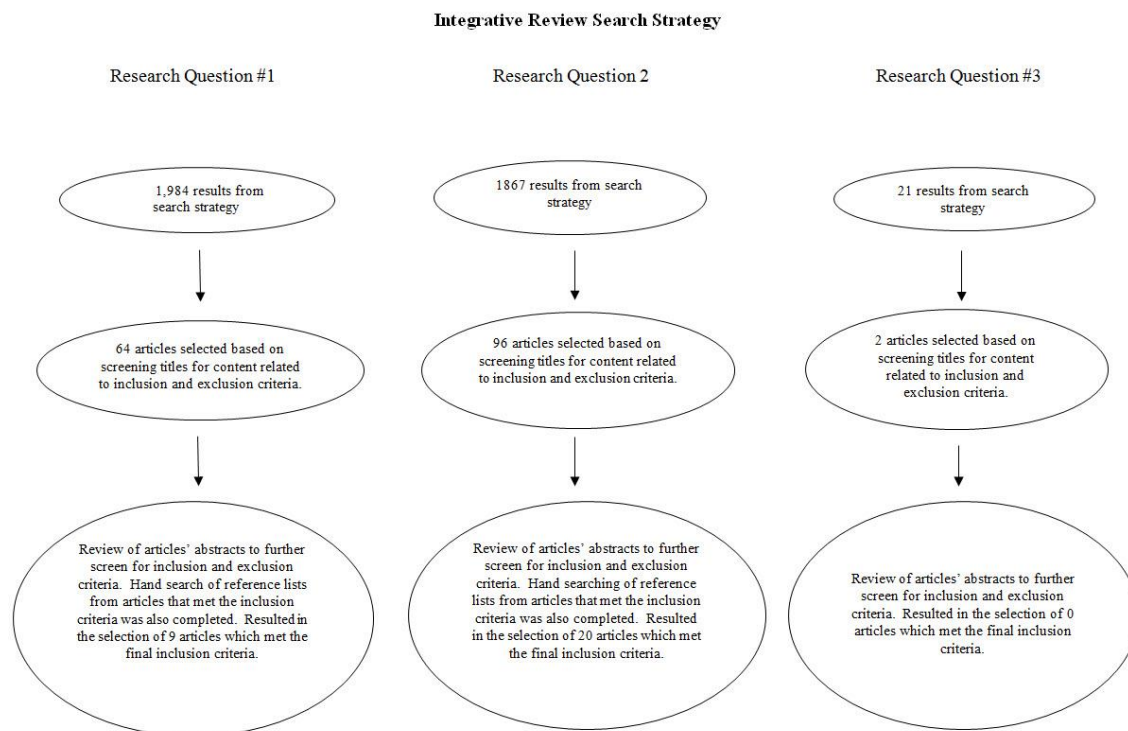 Integrative Review Search Strategy
Research Question #1
Research Question 2
Research Question #3
1,984 results from
search strategy
1867 results from search
strategy
21 results from search
strategy
64 articles selected based on
screening titles for content related
to inclusion and exclusion criteria.
96 articles selected based on
screening titles for content related
to inclusion and exclusion criteria.
2 articles selected based on
screening titles for content
related to inclusion and
exclusion criteria.
Review of articles’ abstracts to further
screen for inclusion and exclusion
criteria. Hand search of reference lists
from articles that met the inclusion
criteria was also completed. Resulted in
the selection of 9 articles which met the
final inclusion criteria.
Review of articles’ abstracts to further
screen for inclusion and exclusion
criteria. Hand searching of reference
lists from articles that met the inclusion
criteria was also completed. Resulted
in the selection of 20 articles which met
the final inclusion criteria.
Review of articles’ abstracts to further
screen for inclusion and exclusion
criteria. Resulted in the selection of 0
articles which met the final inclusion
criteria.